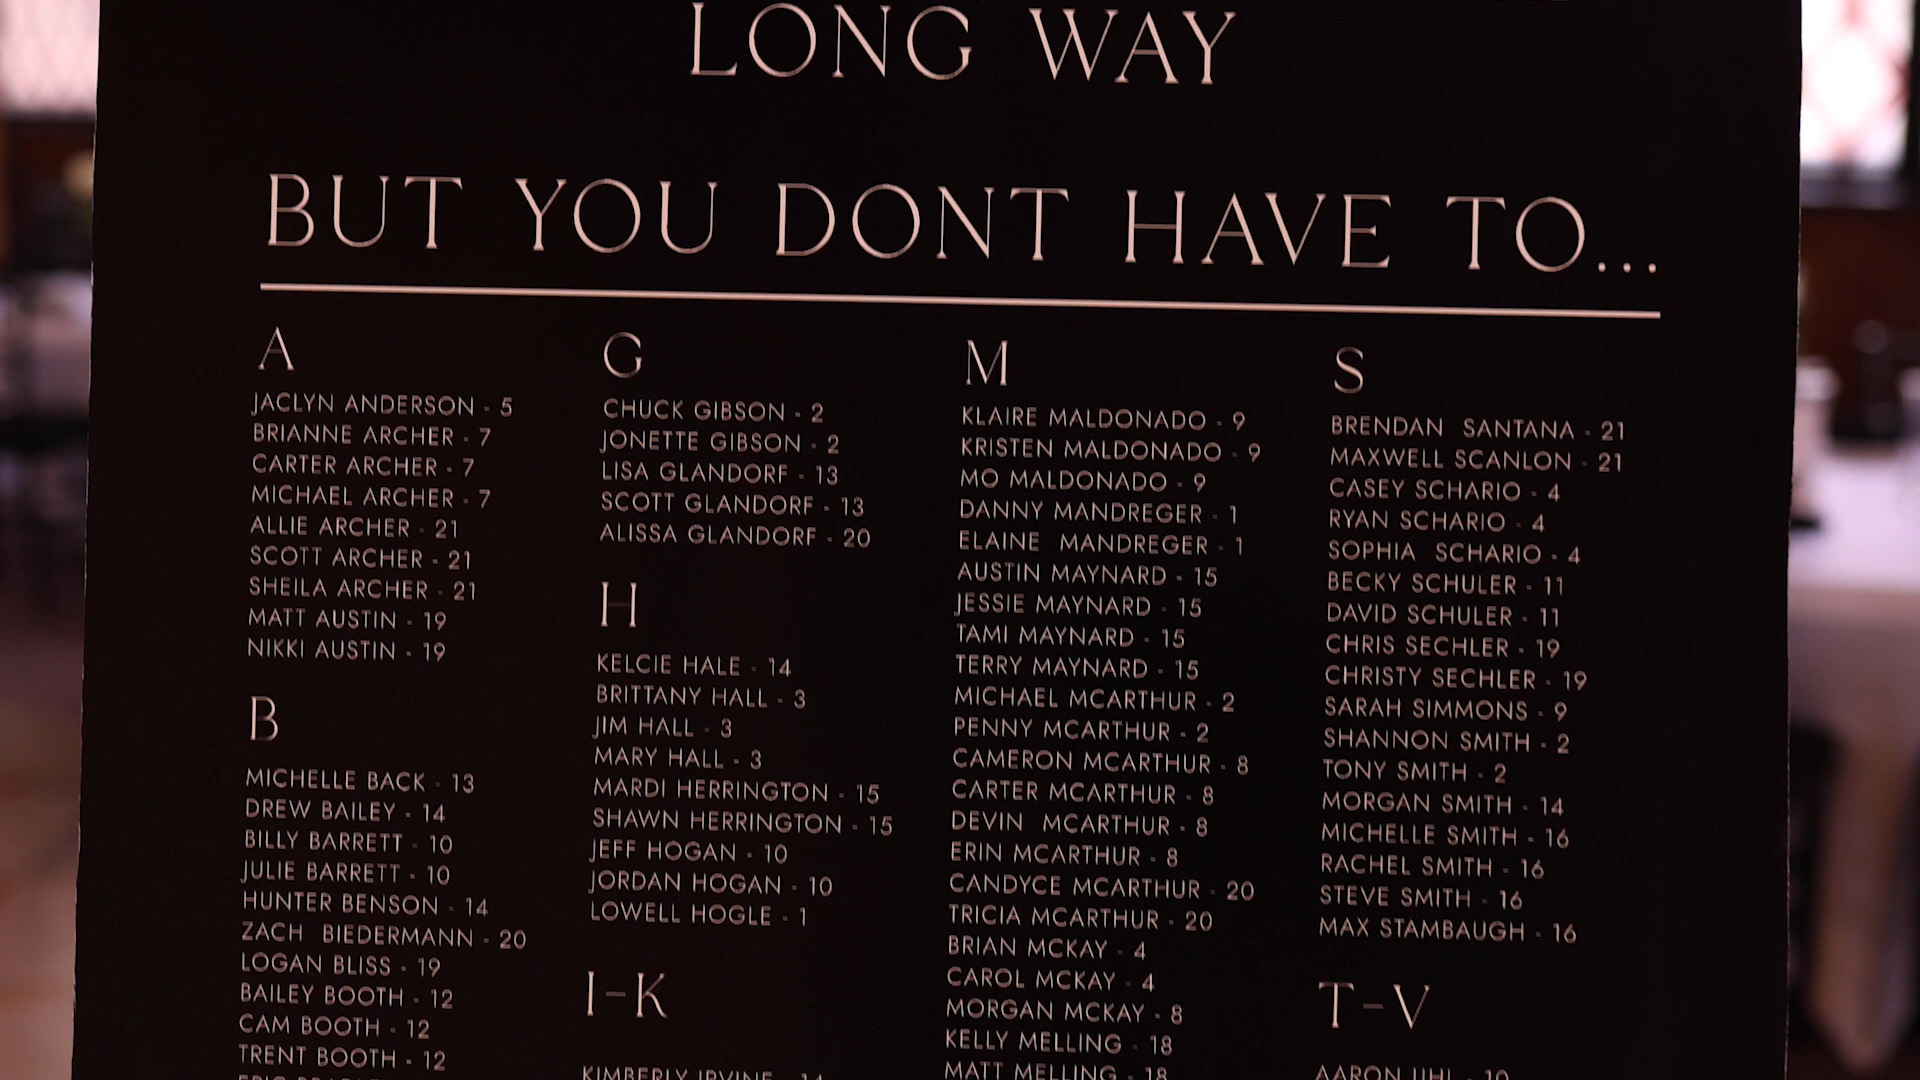 LONG WAY
BUT YOU DONT HAVE TO...
A
JACLYN ANDERSON - 5
BRIANNE ARCHER - 7
CARTER ARCHER - 7
MICHAEL ARCHER - 7
ALLIE ARCHER - 21
SCOTT ARCHER - 21
SHEILA ARCHER - 21
MATT AUSTIN - 19
NIKKI AUSTIN - 19
B
MICHELLE BACK - 13
DREW BAILEY - 14
BILLY BARRETT - 10
JULIE BARRETT - 10
HUNTER BENSON - 14
ZACH BIEDERMANN - 20
LOGAN BLISS - 19
BAILEY BOOTH - 12
CAM BOOTH - 12
TRENT BOOTH - 12
G
CHUCK GIBSON - 2
JONETTE GIBSON - 2
LISA GLANDORF - 13
SCOTT GLANDORF - 13
ALISSA GLANDORF - 20
H
KELCIE HALE - 14
BRITTANY HALL - 3
JIM HALL - 3
MARY HALL - 3
MARDI HERRINGTON - 15
SHAWN HERRINGTON - 15
JEFF HOGAN - 10
JORDAN HOGAN - 10
LOWELL HOGLE - 1
I-K
KIMBERLY IRVINE - 14
M
KLAIRE MALDONADO - 9
KRISTEN MALDONADO - 9
MO MALDONADO - 9
DANNY MANDREGER - 1
ELAINE MANDREGER - 1
AUSTIN MAYNARD - 15
JESSIE MAYNARD - 15
TAMI MAYNARD - 15
TERRY MAYNARD - 15
MICHAEL MCARTHUR - 2
PENNY MCARTHUR - 2
CAMERON MCARTHUR - 8
CARTER MCARTHUR - 8
DEVIN MCARTHUR - 8
ERIN MCARTHUR - 8
CANDYCE MCARTHUR - 20
TRICIA MCARTHUR - 20
BRIAN MCKAY - 4
CAROL MCKAY - 4
MORGAN MCKAY - 8
KELLY MELLING - 18
MATT MELLING - 18
S
BRENDAN SANTANA - 21
MAXWELL SCANLON - 21
CASEY SCHARIO - 4
RYAN SCHARIO - 4
SOPHIA SCHARIO - 4
BECKY SCHULER - 11
DAVID SCHULER - 11
CHRIS SECHLER - 19
CHRISTY SECHLER - 19
SARAH SIMMONS - 9
SHANNON SMITH - 2
TONY SMITH - 2
MORGAN SMITH - 14
MICHELLE SMITH - 16
RACHEL SMITH - 16
STEVE SMITH - 16
MAX STAMBAUGH - 16
T-V
AARON UHL - 10